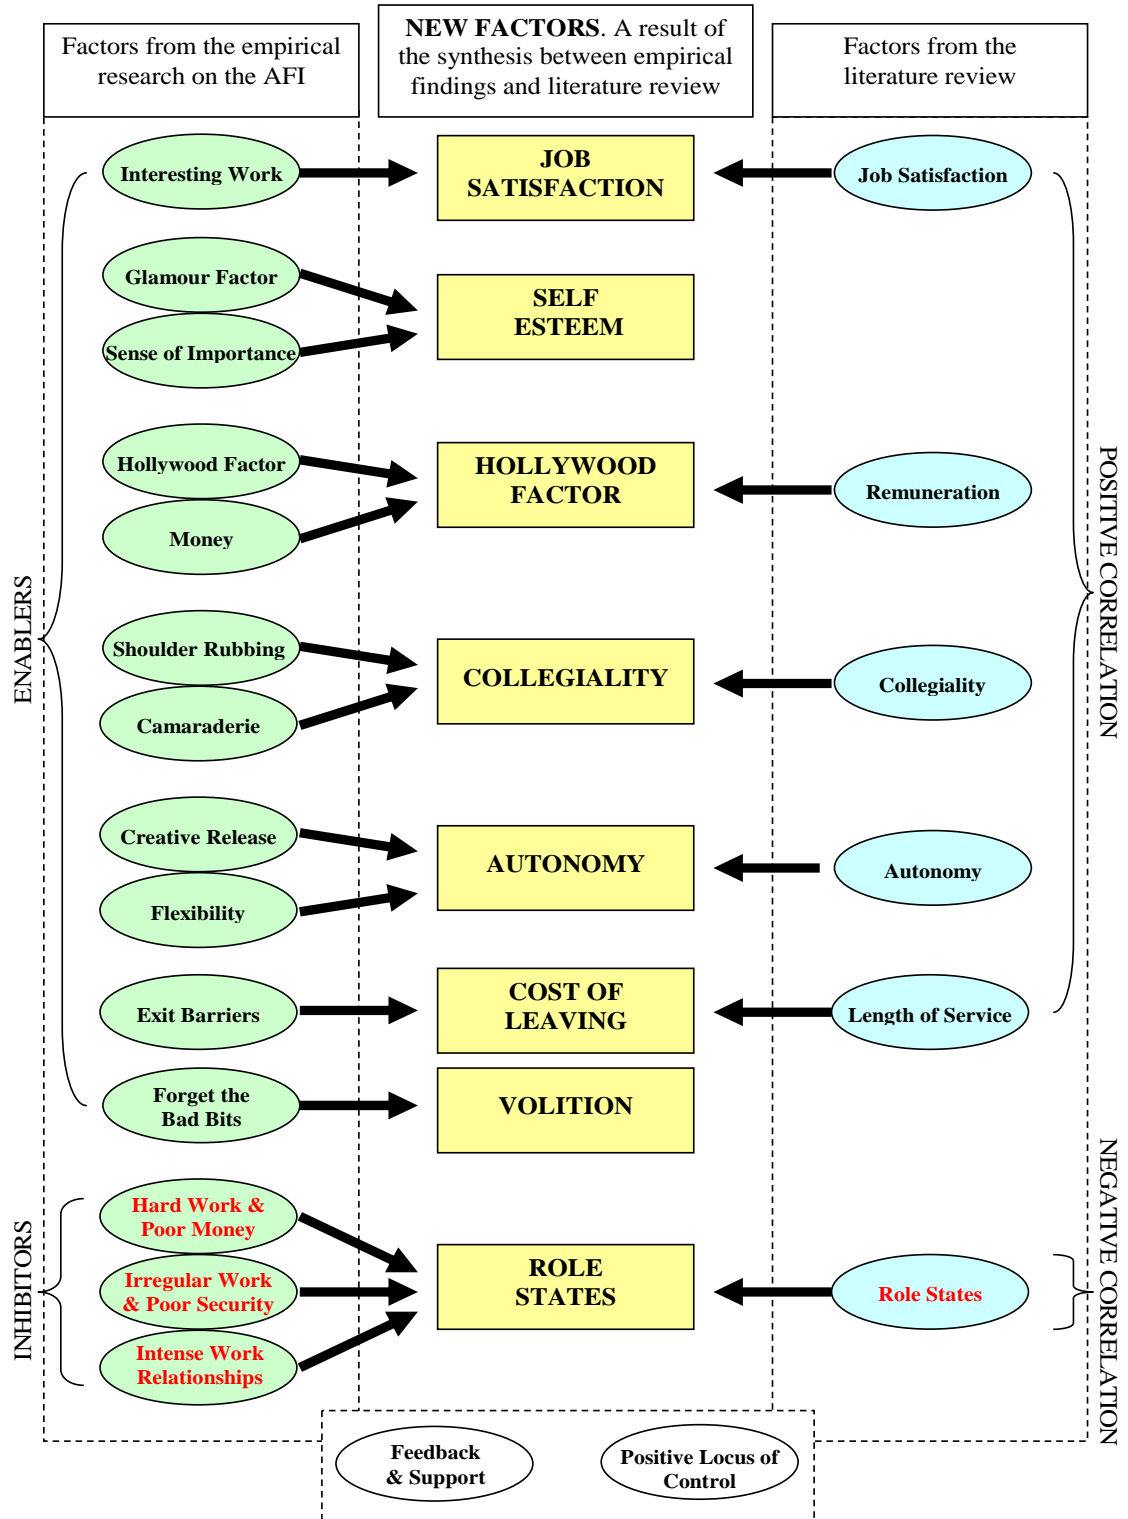 Factors from the empirical
research on the AFI
NEW FACTORS. A result of
the synthesis between empirical
findings and literature review
Factors from the
literature review
Interesting Work
JOB
SATISFACTION
Job Satisfaction
Glamour Factor
Sense of Importance
SELF
ESTEEM
Hollywood Factor
Money
HOLLYWOOD
FACTOR
Remuneration
Shoulder Rubbing
Camaraderie
COLLEGIALITY
Collegiality
Creative Release
Flexibility
AUTONOMY
Autonomy
Exit Barriers
COST OF
LEAVING
Length of Service
Forget the
Bad Bits
VOLITION
Hard Work &
Poor Money
Irregular Work
& Poor Security
Intense Work
Relationships
ROLE
STATES
Role States
ENABLERS
INHIBITORS
POSITIVE CORRELATION
NEGATIVE CORRELATION
Feedback
& Support
Positive Locus of
Control